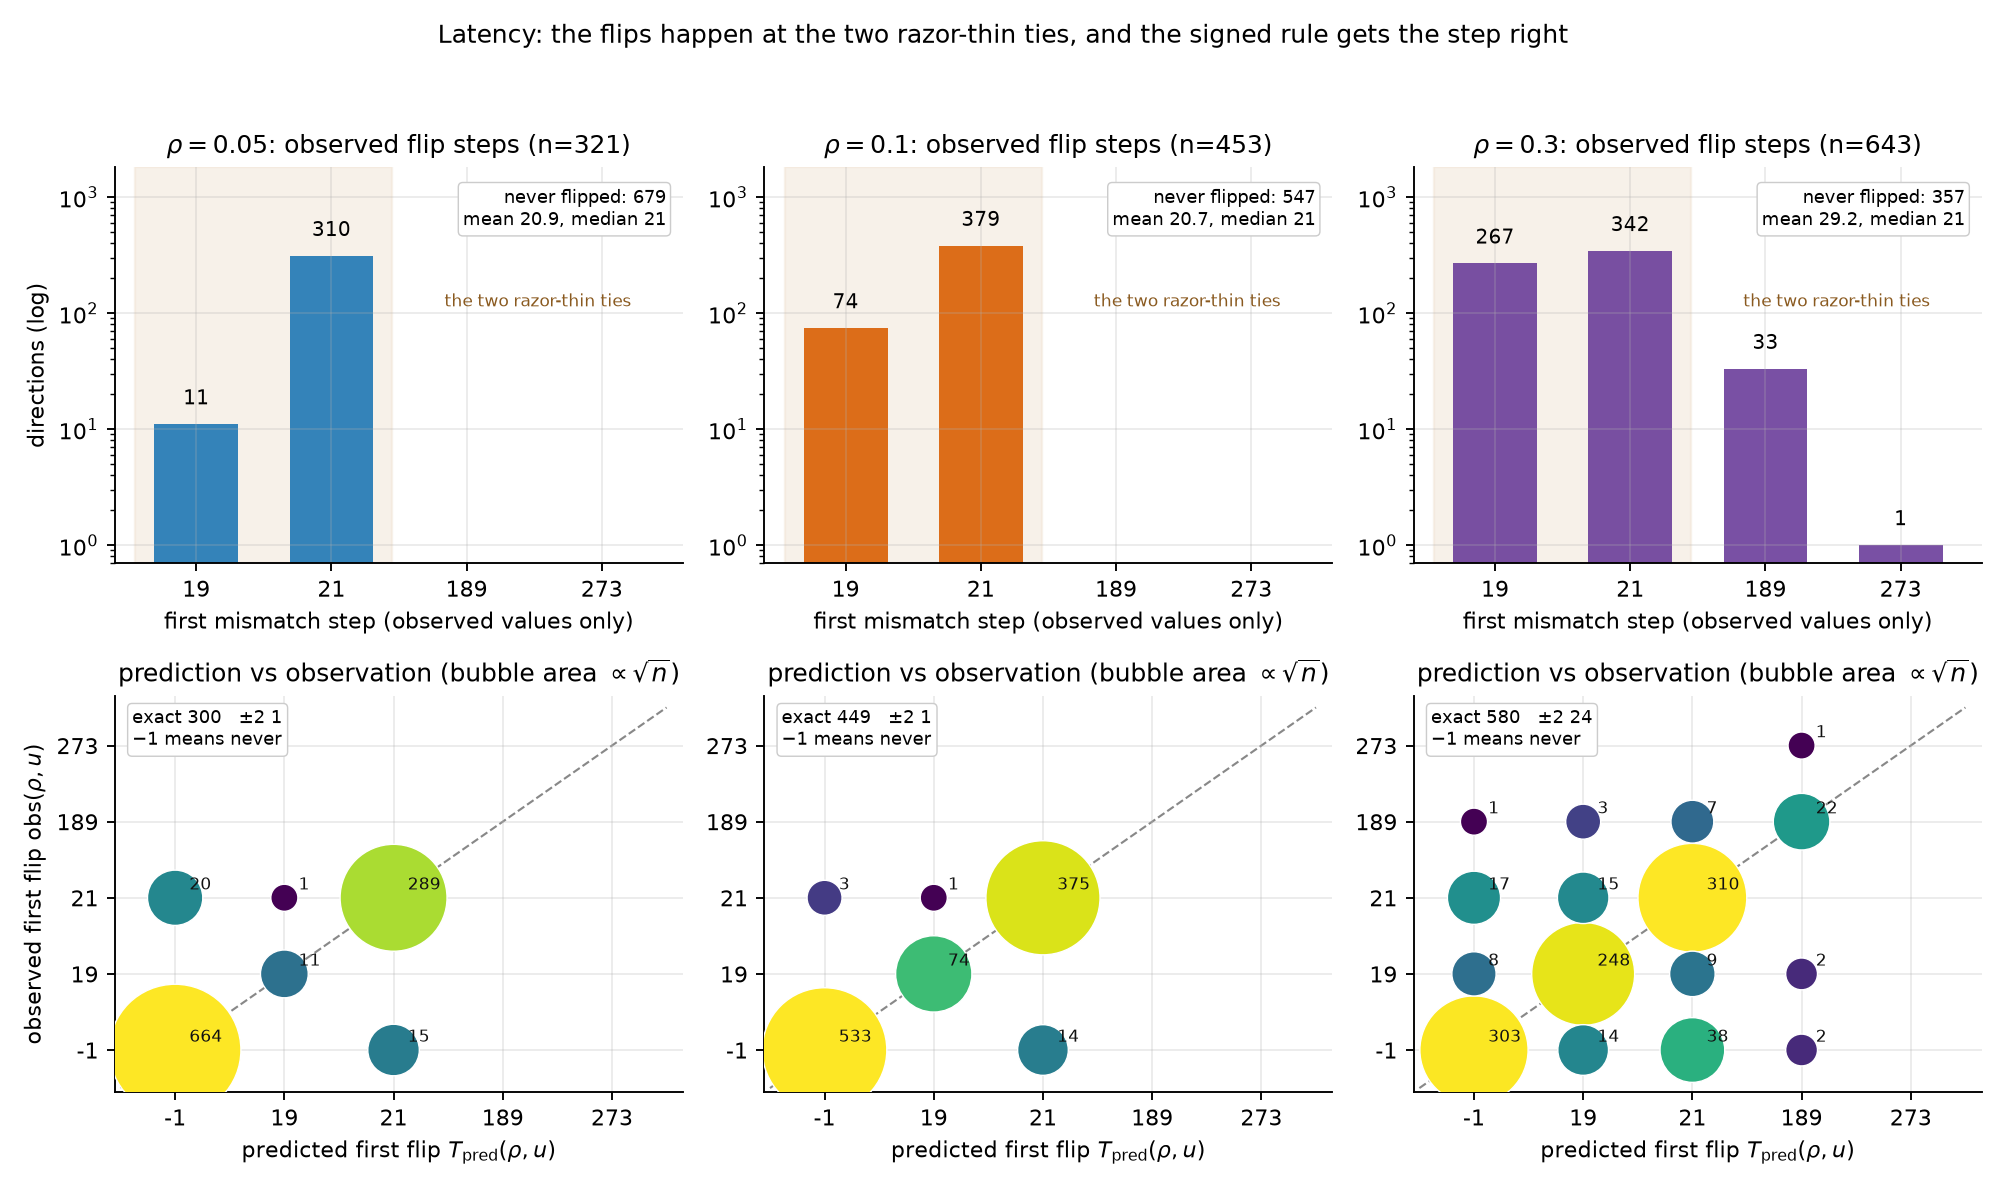 Latency: the flips happen at the two razor-thin ties, and the signed rule gets the step right
ρ = 0.05: observed flip steps (n=321)
directions (log)
10³
10²
10¹
10⁰
11
310
never flipped: 679
mean 20.9, median 21
the two razor-thin ties
19 21 189 273
first mismatch step (observed values only)
ρ = 0.1: observed flip steps (n=453)
10³
10²
10¹
10⁰
74
379
never flipped: 547
mean 20.7, median 21
the two razor-thin ties
19 21 189 273
first mismatch step (observed values only)
ρ = 0.3: observed flip steps (n=643)
10³
10²
10¹
10⁰
267
342
33
1
never flipped: 357
mean 29.2, median 21
the two razor-thin ties
19 21 189 273
first mismatch step (observed values only)
prediction vs observation (bubble area ∝√n)
observed first flip obs(ρ, u)
exact 300 ±2 1
−1 means never
273
189
21
19
-1
20 1 289
11
664 15
-1 19 21 189 273
predicted first flip Tpred(ρ, u)
prediction vs observation (bubble area ∝√n)
exact 449 ±2 1
−1 means never
273
189
21
19
-1
3 1 375
74
533 14
-1 19 21 189 273
predicted first flip Tpred(ρ, u)
prediction vs observation (bubble area ∝√n)
exact 580 ±2 24
−1 means never
273
189
21
19
-1
1
1 3 7 22
17 15 310
8 248 9 2
303 14 38 2
-1 19 21 189 273
predicted first flip Tpred(ρ, u)